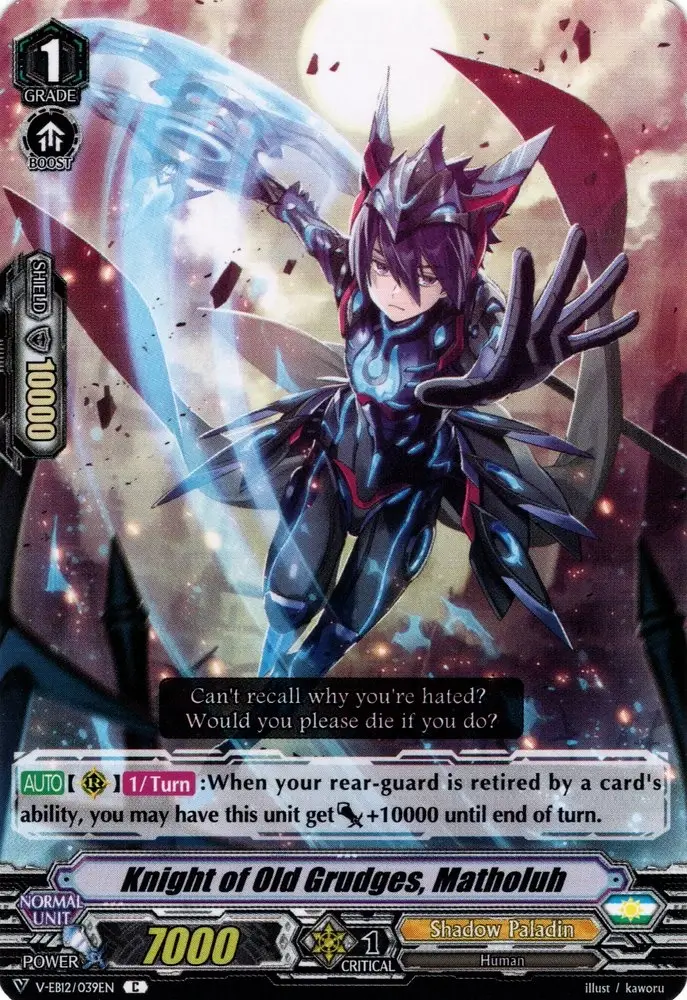 1
GRADE
BOOST
SHIELD 10000
Can't recall why you're hated?
Would you please die if you do?
AUTO【R】1/Turn :When your rear-guard is retired by a card's
ability, you may have this unit get +10000 until end of turn.
Knight of Old Grudges, Matholuh
NORMAL
UNIT
POWER 7000
1
CRITICAL
Shadow Paladin
Human
V-EB12/039EN C
illust / kaworu